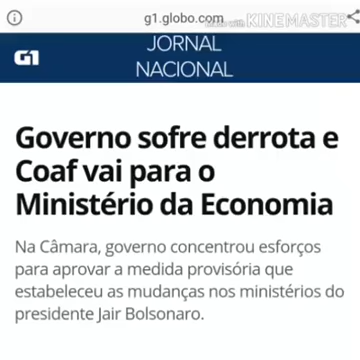 g1.globo.com
KINEMASTER
G1
JORNAL
NACIONAL
Governo sofre derrota e
Coaf vai para o
Ministério da Economia
Na Câmara, governo concentrou esforços
para aprovar a medida provisória que
estabeleceu as mudanças nos ministérios do
presidente Jair Bolsonaro.